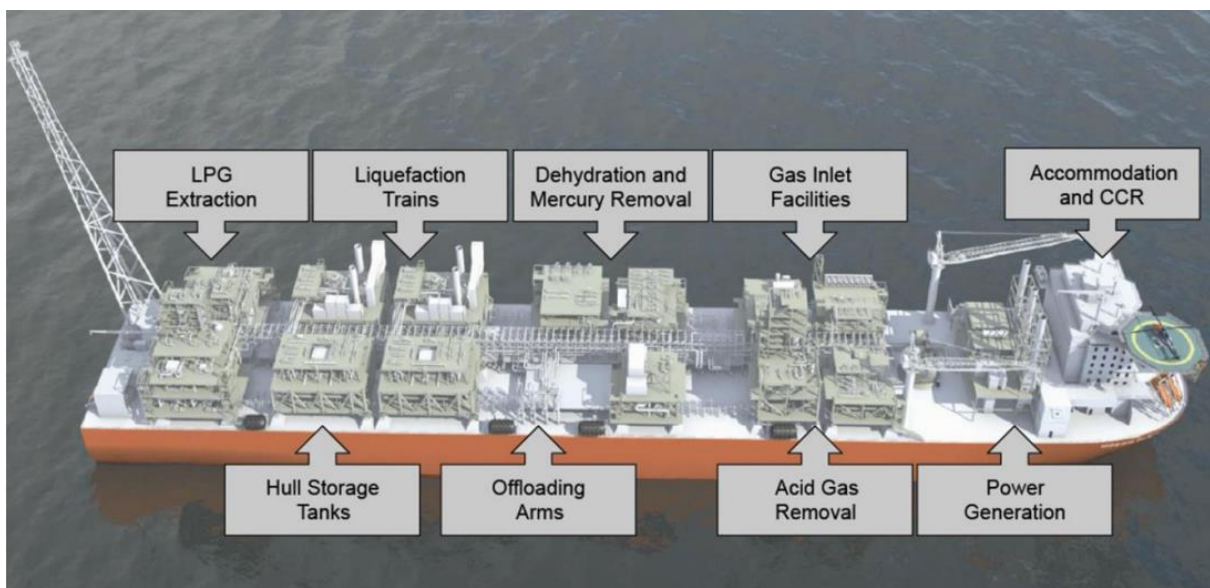 LPG
Extraction
Liquefaction
Trains
Dehydration and
Mercury Removal
Gas Inlet
Facilities
Accommodation
and CCR
Hull Storage
Tanks
Offloading
Arms
Acid Gas
Removal
Power
Generation